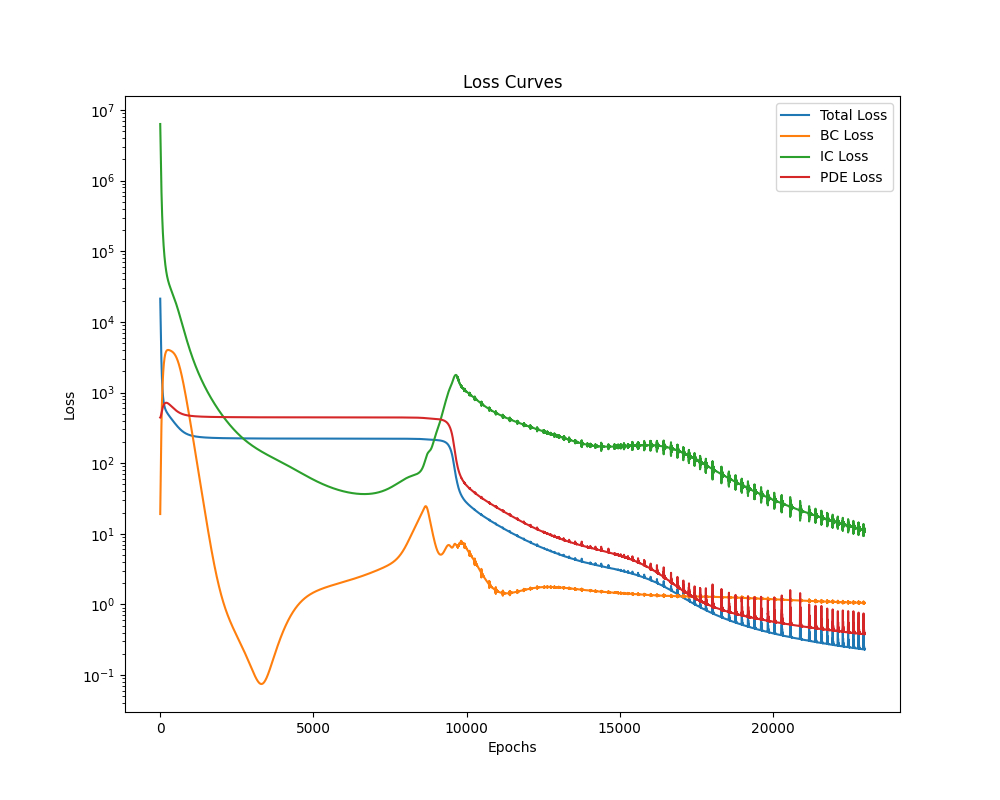 Loss Curves
Total Loss
BC Loss
IC Loss
PDE Loss
10⁷
10⁶
10⁵
10⁴
10³
10²
10¹
10⁰
10⁻¹
Loss
0 5000 10000 15000 20000
Epochs